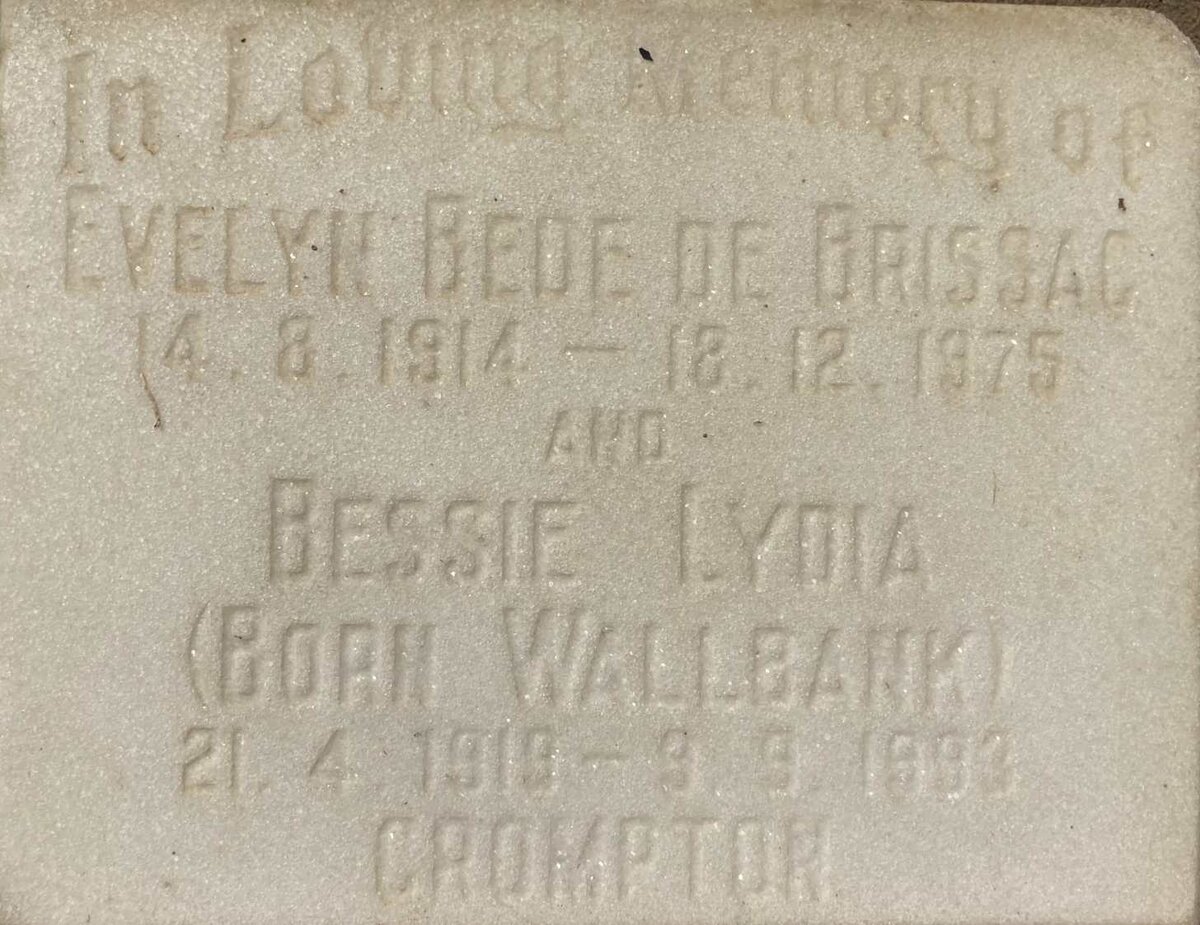 In Loving Memory of
EVELYN BEDE DE BRISSAC
14.8.1914 – 18.12.1975
AND
BESSIE LYDIA
(BORN WALLBANK)
21.4.1919 – 9.9.1993
CROMPTON